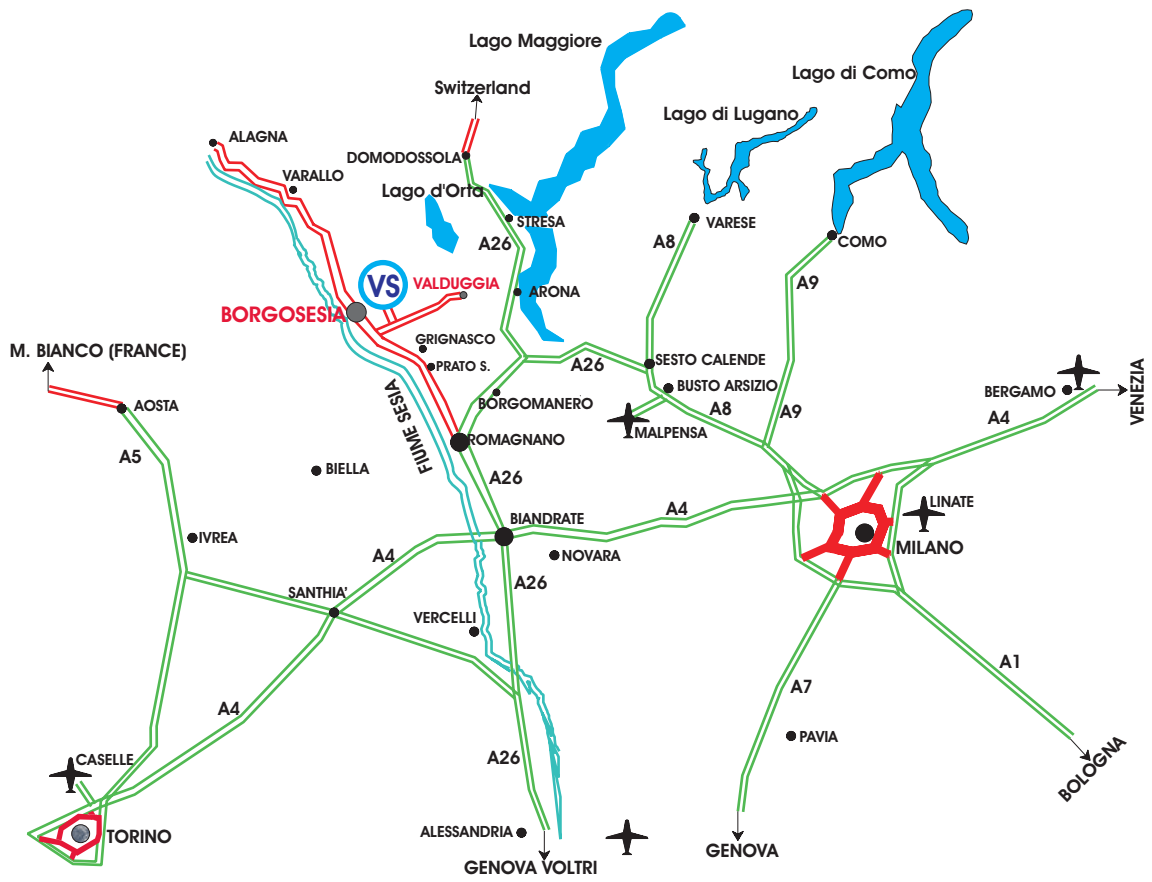 Lago Maggiore
Lago di Como
Switzerland
Lago di Lugano
ALAGNA
DOMODOSSOLA
VARALLO
Lago d'Orta
STRESA
VARESE
A26
A8
COMO
VS
VALDUGGIA
A9
ARONA
BORGOSESIA
GRIGNASCO
M. BIANCO (FRANCE)
PRATO S.
A26
SESTO CALENDE
BUSTO ARSIZIO
BERGAMO
VENEZIA
AOSTA
BORGOMANERO
A8
A9
A4
FIUME SESIA
MALPENSA
ROMAGNANO
A5
BIELLA
A26
LINATE
BIANDRATE
A4
IVREA
NOVARA
MILANO
A4
A26
SANTHIA'
VERCELLI
A1
A7
A4
PAVIA
A26
CASELLE
BOLOGNA
TORINO
ALESSANDRIA
GENOVA
GENOVA VOLTRI